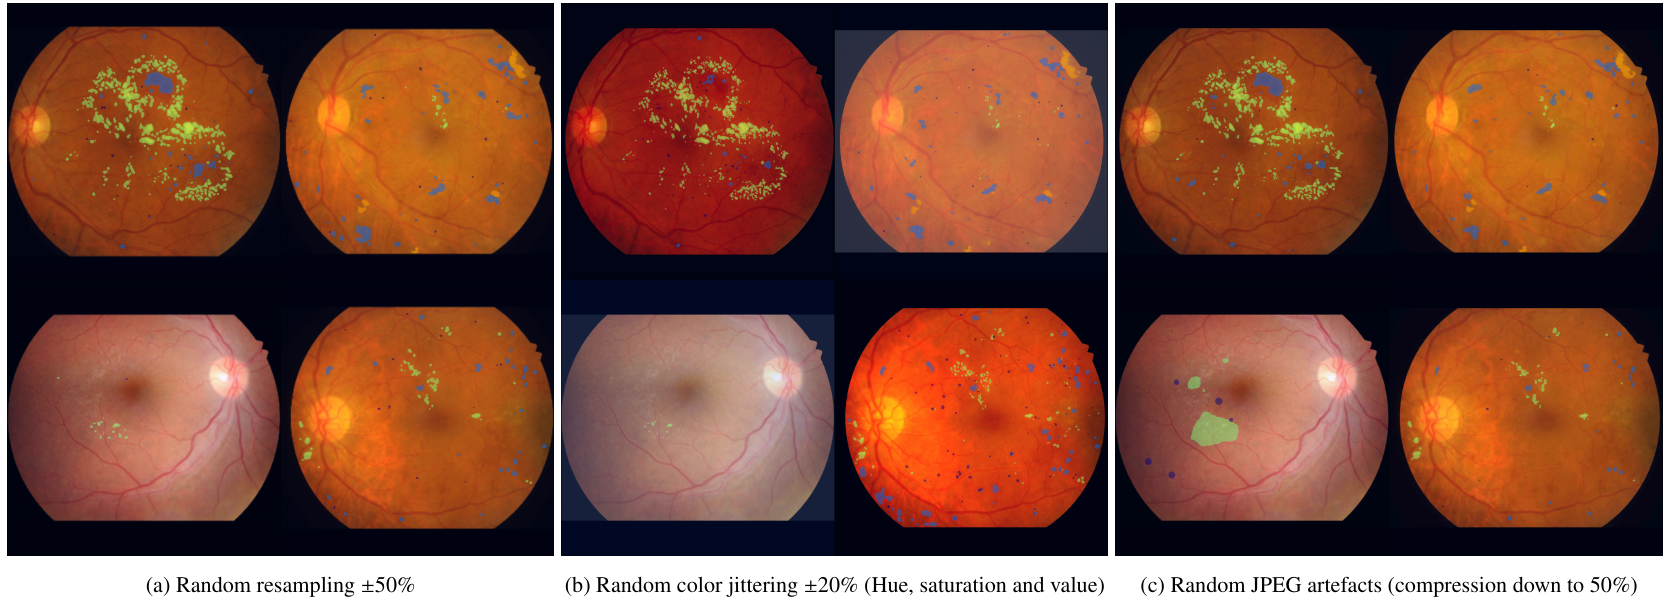 (a) Random resampling ±50%
(b) Random color jittering ±20% (Hue, saturation and value)
(c) Random JPEG artefacts (compression down to 50%)